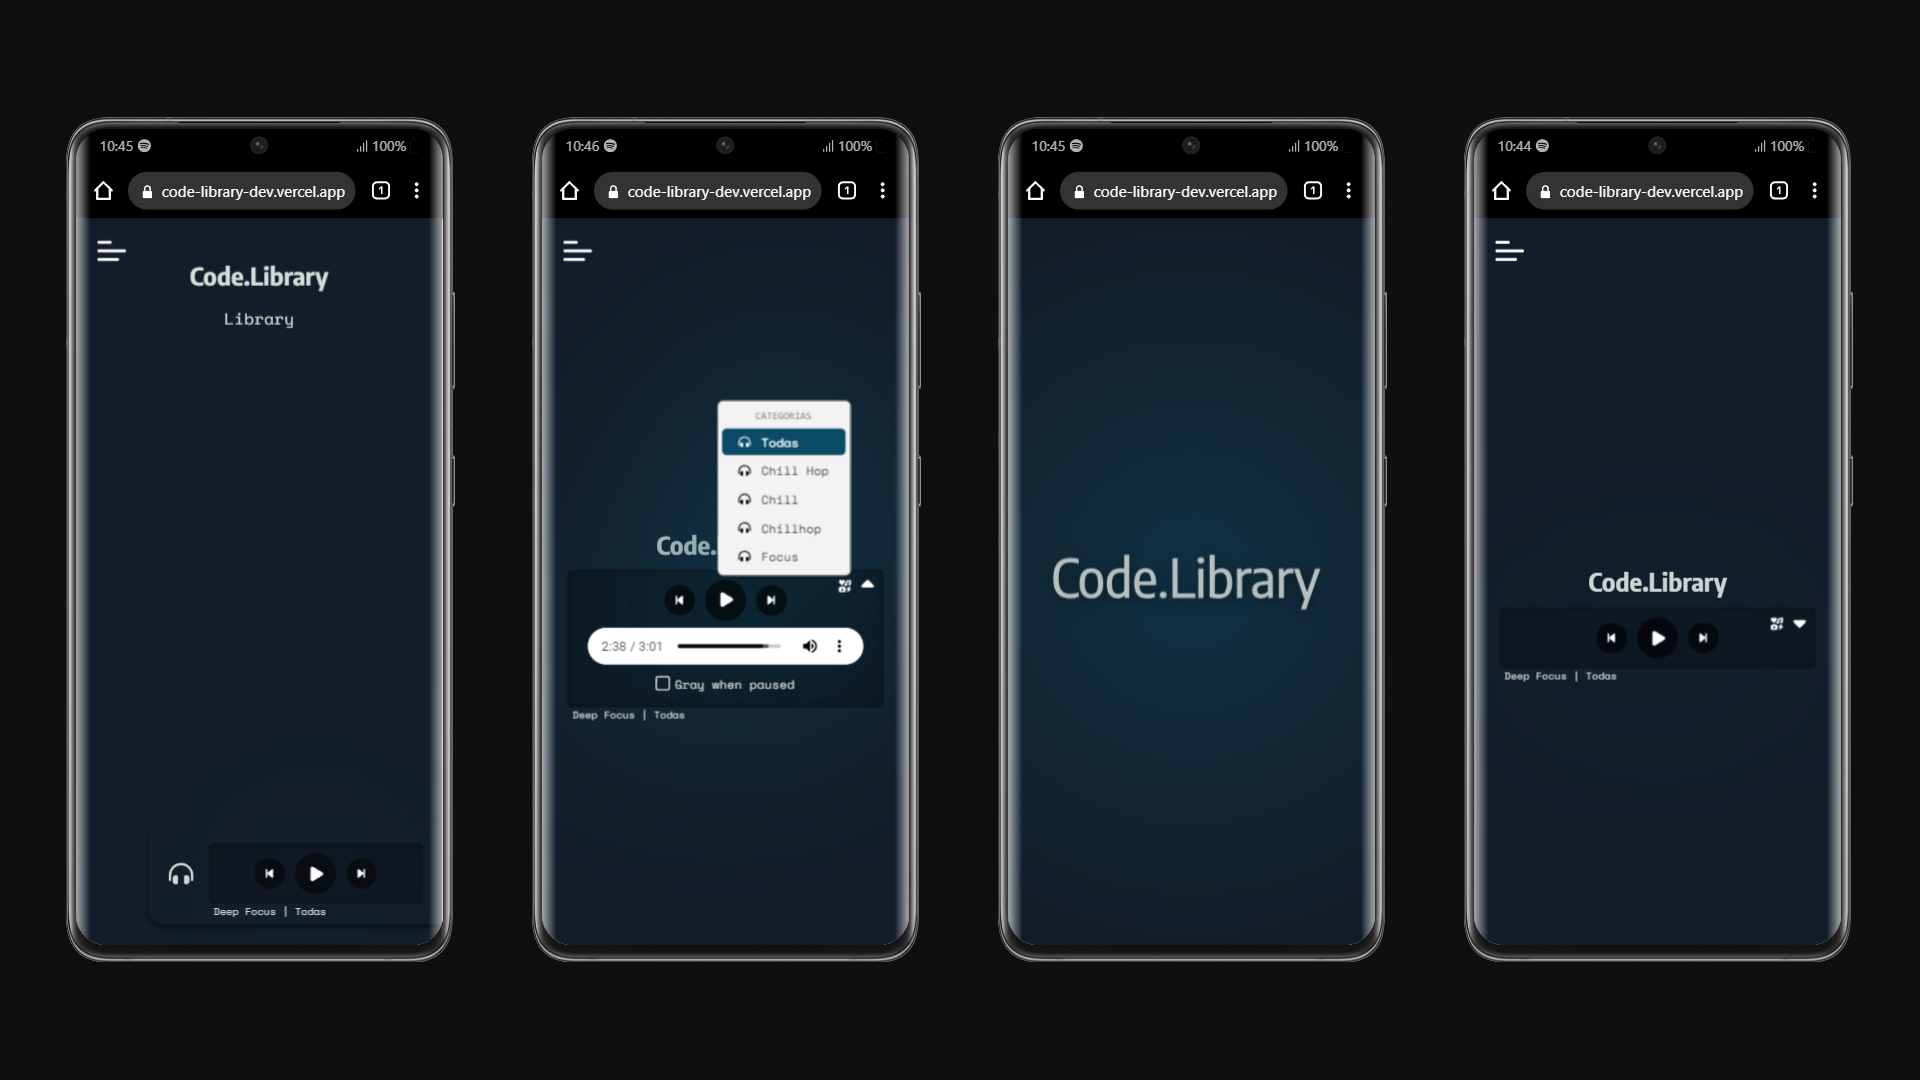 10:45
100%
code-library-dev.vercel.app
1
Code.Library
Library
Deep Focus | Todas
10:46
100%
code-library-dev.vercel.app
1
CATEGORIAS
Todas
Chill Hop
Chill
Chillhop
Focus
Code.
2:38 / 3:01
Gray when paused
Deep Focus | Todas
10:45
100%
code-library-dev.vercel.app
1
Code.Library
10:44
100%
code-library-dev.vercel.app
1
Code.Library
Deep Focus | Todas